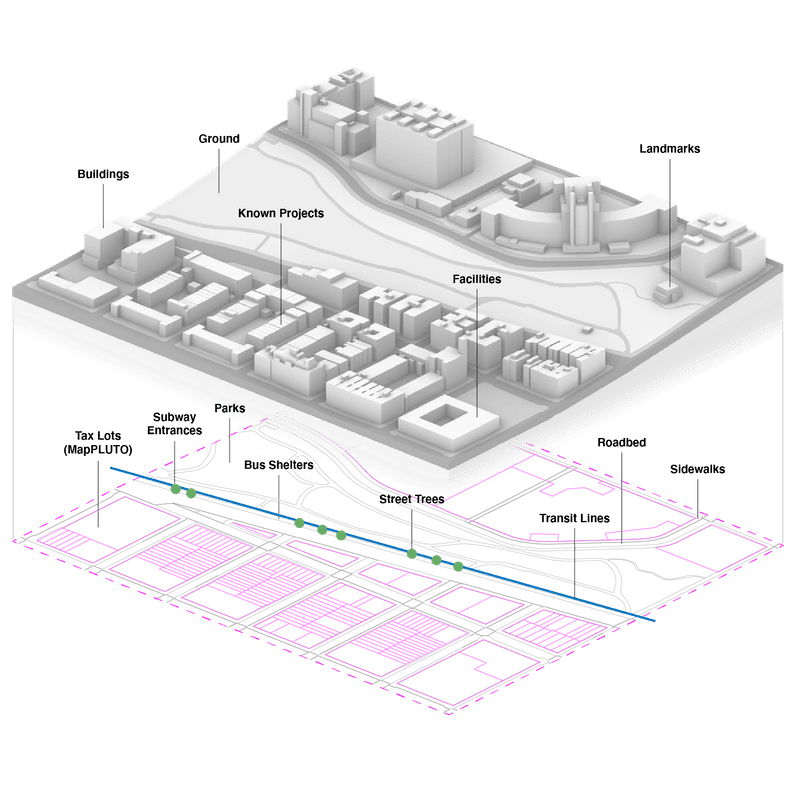 Ground
Landmarks
Buildings
Known Projects
Facilities
Parks
Subway
Entrances
Tax Lots
(MapPLUTO)
Roadbed
Bus Shelters
Sidewalks
Street Trees
Transit Lines